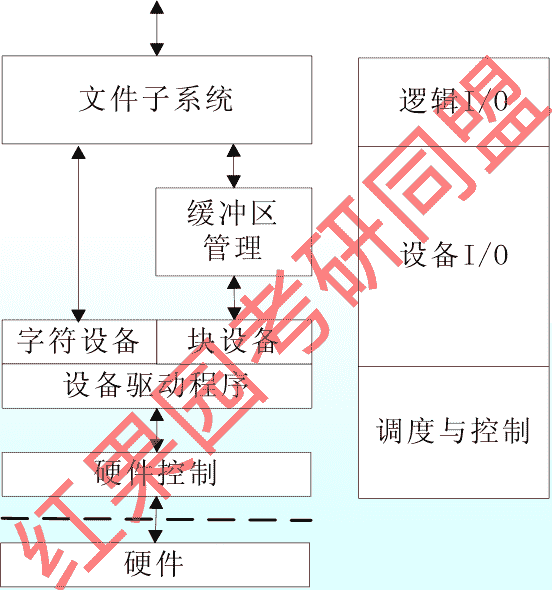 文件子系统
缓冲区
管理
字符设备
块设备
设备驱动程序
硬件控制
硬件
逻辑I/O
设备I/O
调度与控制
红果园考研同盟